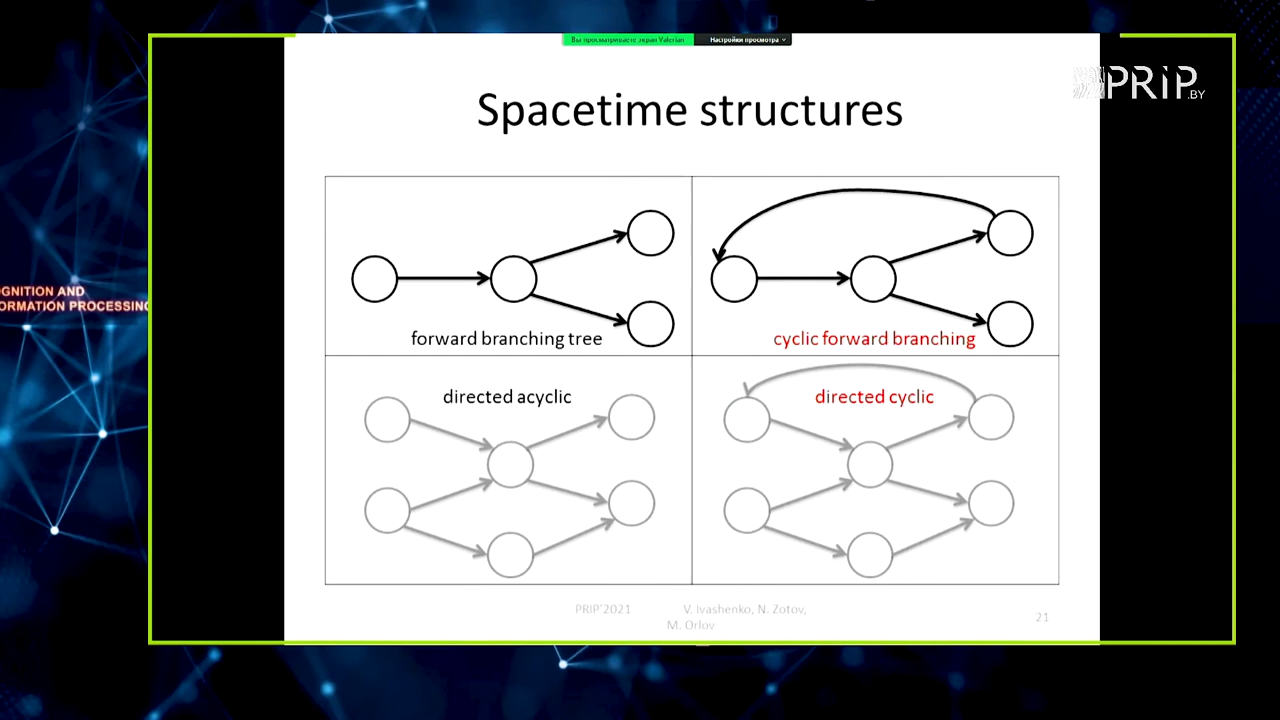 Вы просматриваете экран Valerian
Настройки просмотра
PRIP
.BY
Spacetime structures
GNITION AND
ORMATION PROCESSING
forward branching tree
cyclic forward branching
directed acyclic
directed cyclic
PRIP'2021 V. Ivashenko, N. Zotov,
M. Orlov
21